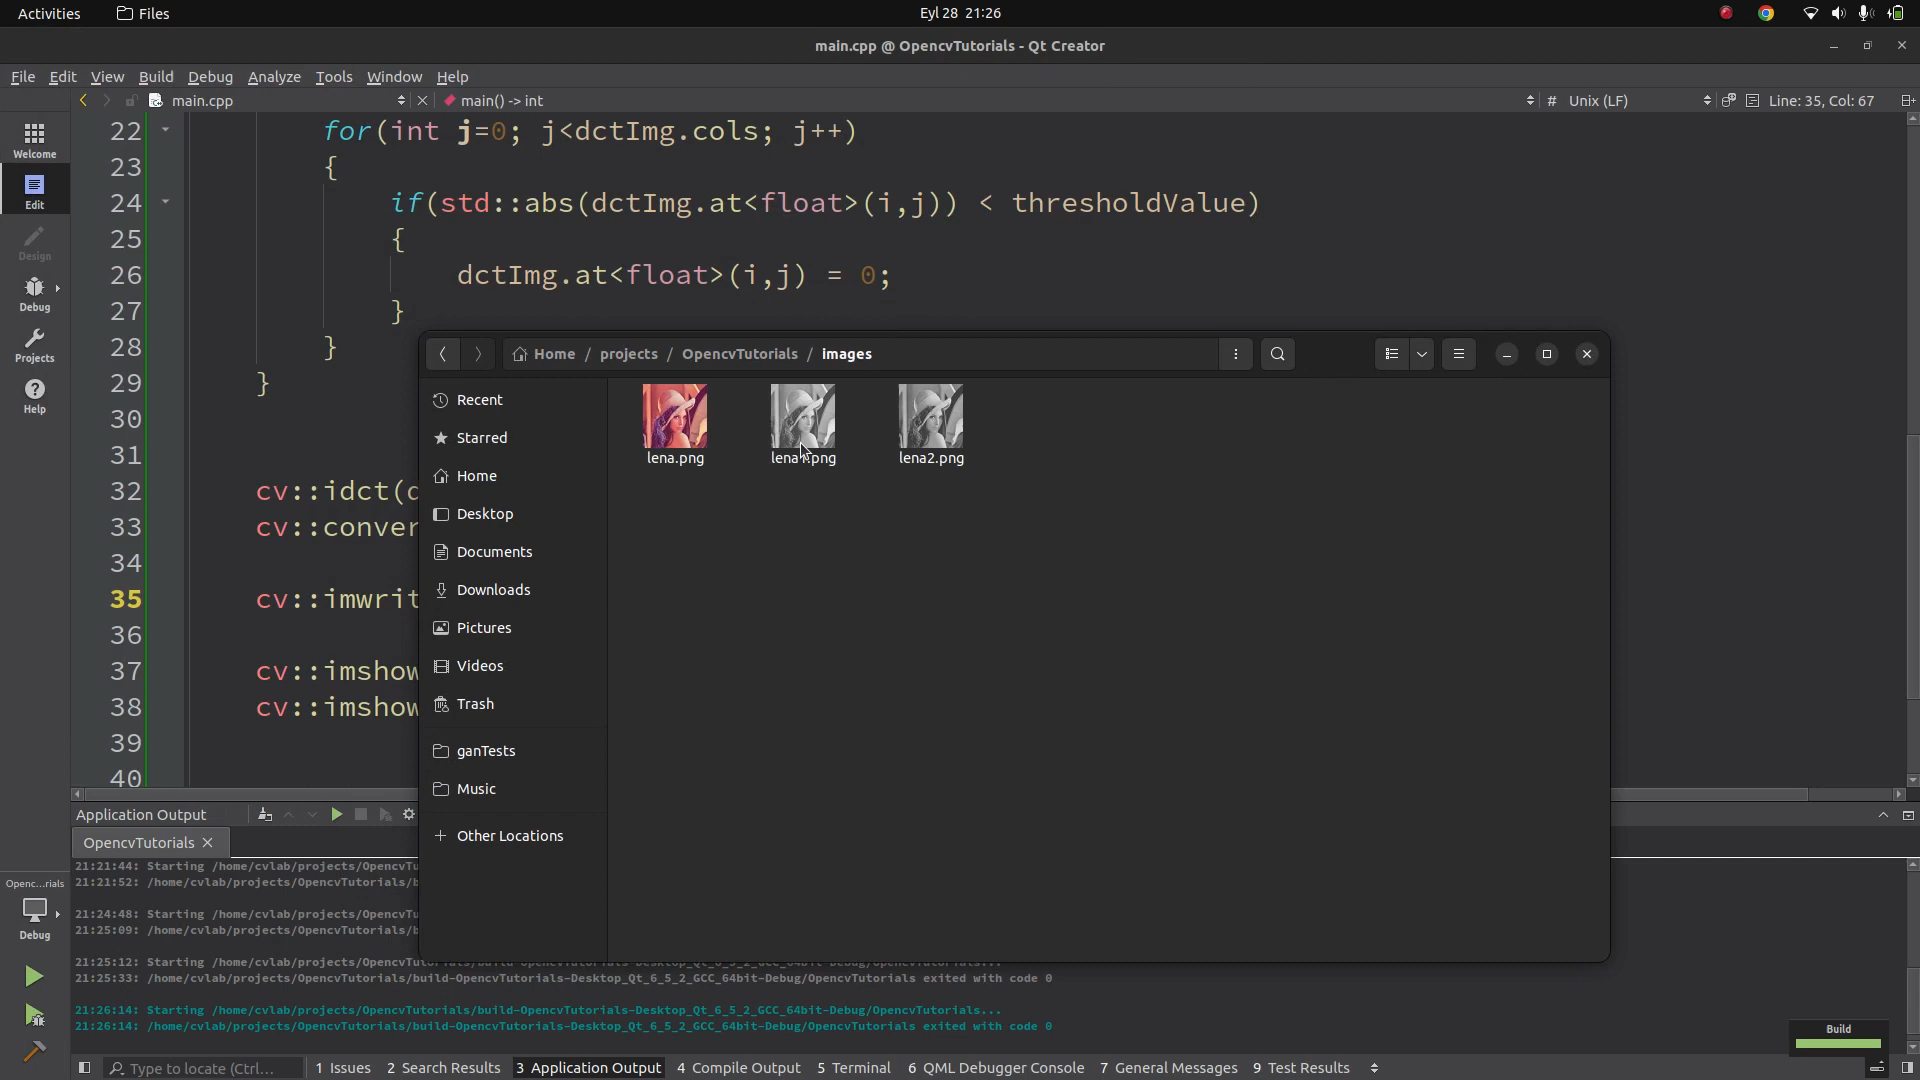 Activities
Files
Eyl 28 21:26
main.cpp @ OpencvTutorials - Qt Creator
File Edit View Build Debug Analyze Tools Window Help
main.cpp
main() -> int
# Unix (LF)
Line: 35, Col: 67
Welcome
Edit
Design
Debug
Projects
Help
22 for(int j=0; j<dctImg.cols; j++)
23 {
24 if(std::abs(dctImg.at<float>(i,j)) < thresholdValue)
25 {
26 dctImg.at<float>(i,j) = 0;
27 }
28 }
29 }
30
31
32 cv::idct(
33 cv::conver
34
35 cv::imwrit
36
37 cv::imshow
38 cv::imshow
39
40
Home / projects / OpencvTutorials / images
Recent
Starred
Home
Desktop
Documents
Downloads
Pictures
Videos
Trash
ganTests
Music
Other Locations
lena.png
lena1.png
lena2.png
Application Output
OpencvTutorials
21:21:44: Starting /home/cvlab/projects/OpencvTu
21:21:52: /home/cvlab/projects/OpencvTutorials/b
21:24:48: Starting /home/cvlab/projects/OpencvTu
21:25:09: /home/cvlab/projects/OpencvTutorials/b
21:25:12: Starting /home/cvlab/projects/OpencvTutorials/build-OpencvTutorials-Desktop_Qt_6_5_2_GCC_64bit-Debug/OpencvTutorials...
21:25:33: /home/cvlab/projects/OpencvTutorials/build-OpencvTutorials-Desktop_Qt_6_5_2_GCC_64bit-Debug/OpencvTutorials exited with code 0
21:26:14: Starting /home/cvlab/projects/OpencvTutorials/build-OpencvTutorials-Desktop_Qt_6_5_2_GCC_64bit-Debug/OpencvTutorials...
21:26:14: /home/cvlab/projects/OpencvTutorials/build-OpencvTutorials-Desktop_Qt_6_5_2_GCC_64bit-Debug/OpencvTutorials exited with code 0
Openc...rials
Debug
Build
Type to locate (Ctrl...
1 Issues 2 Search Results 3 Application Output 4 Compile Output 5 Terminal 6 QML Debugger Console 7 General Messages 9 Test Results